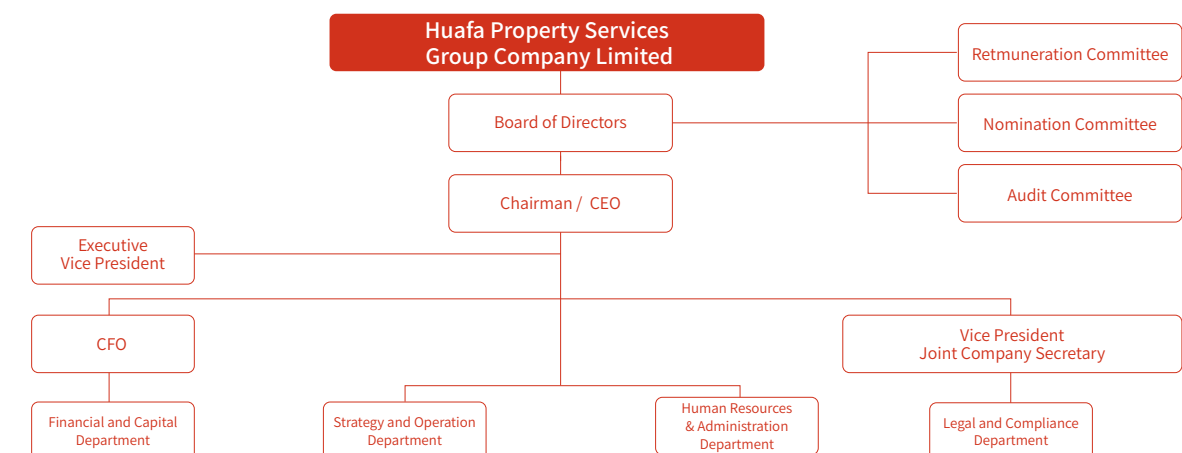 Huafa Property Services
Group Company Limited
Retmuneration Committee
Board of Directors
Nomination Committee
Chairman / CEO
Audit Committee
Executive
Vice President
CFO
Vice President
Joint Company Secretary
Financial and Capital
Department
Strategy and Operation
Department
Human Resources
& Administration
Department
Legal and Compliance
Department